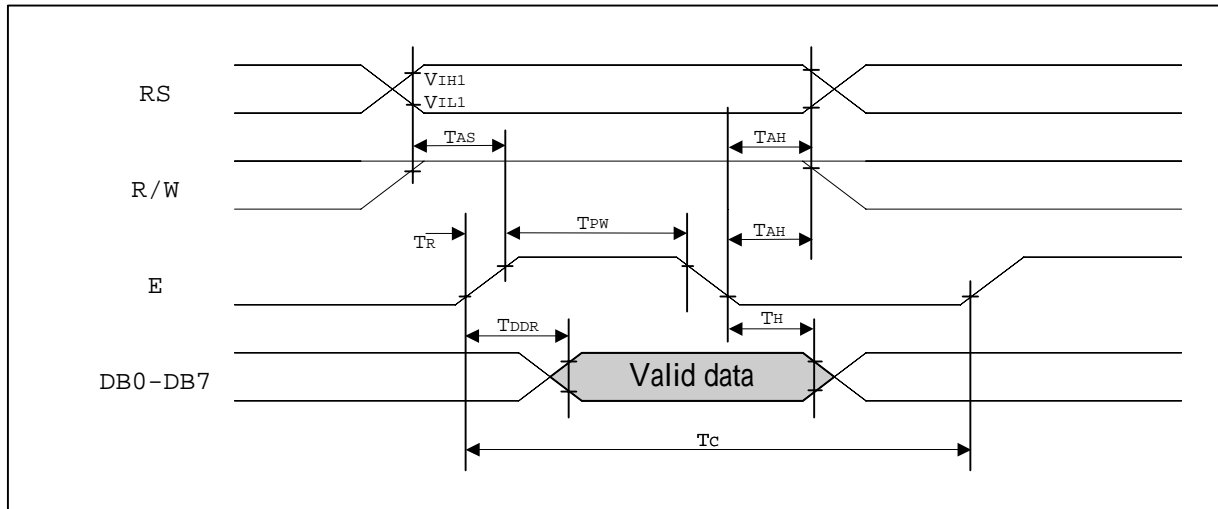 RS
VIH1
VIL1
TAS
TAH
R/W
TR
TPW
TAH
E
TDDR
TH
DB0-DB7
Valid data
TC